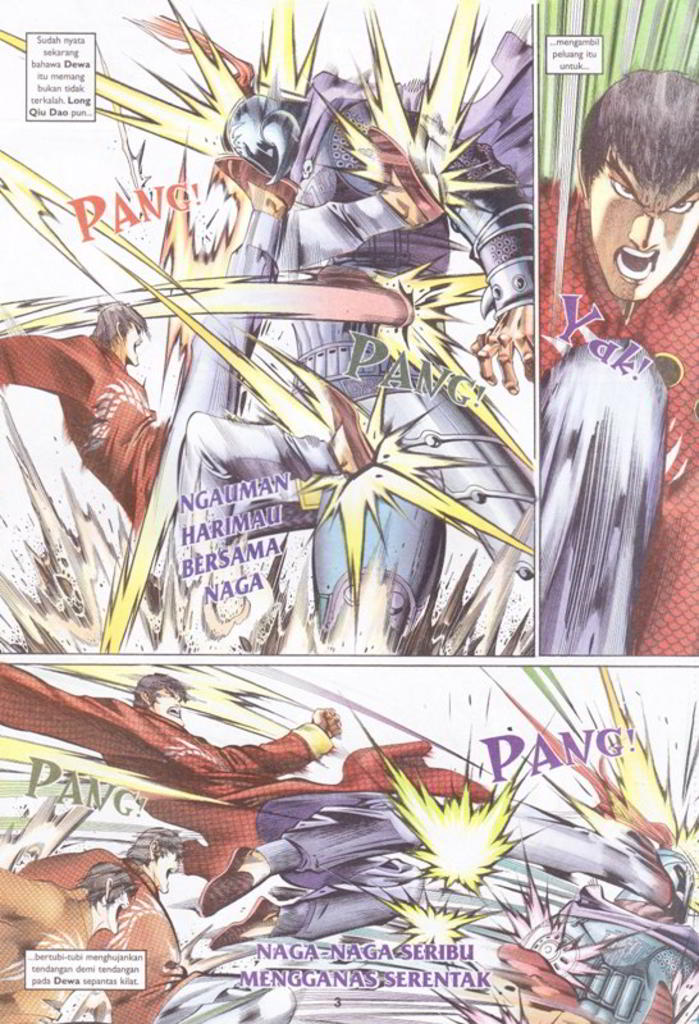 Sudah nyata
sekarang
bahawa Dewa
itu memang
bukan tidak
terkalah. Long
Qiu Dao pun...
PANG!
PANG!
NGAUMAN
HARIMAU
BERSAMA
NAGA
...mengambil
peluang itu
untuk...
Yak!
PANG!
PANG!
...bertubi-tubi menghujankan
tendangan demi tendangan
pada Dewa sepantas kilat.
NAGA-NAGA SERIBU
MENGGANAS SERENTAK
3